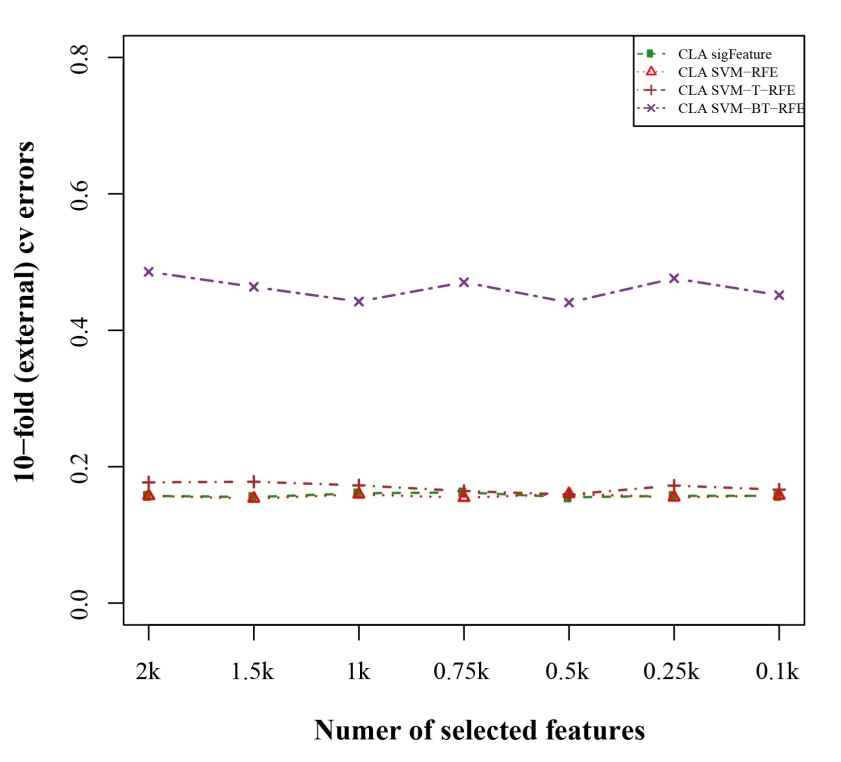 CLA sigFeature
CLA SVM−RFE
CLA SVM−T−RFE
CLA SVM−BT−RFE
10−fold (external) cv errors
0.8
0.6
0.4
0.2
0.0
2k 1.5k 1k 0.75k 0.5k 0.25k 0.1k
Numer of selected features